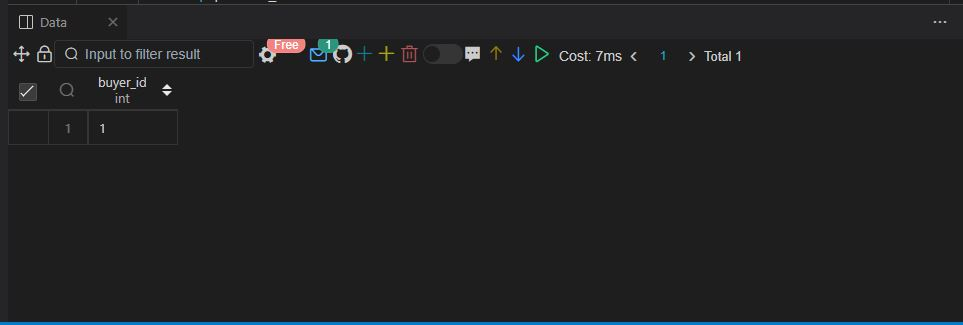 Data
Free
1
Input to filter result
Cost: 7ms
1
Total 1
buyer_id
int
1
1